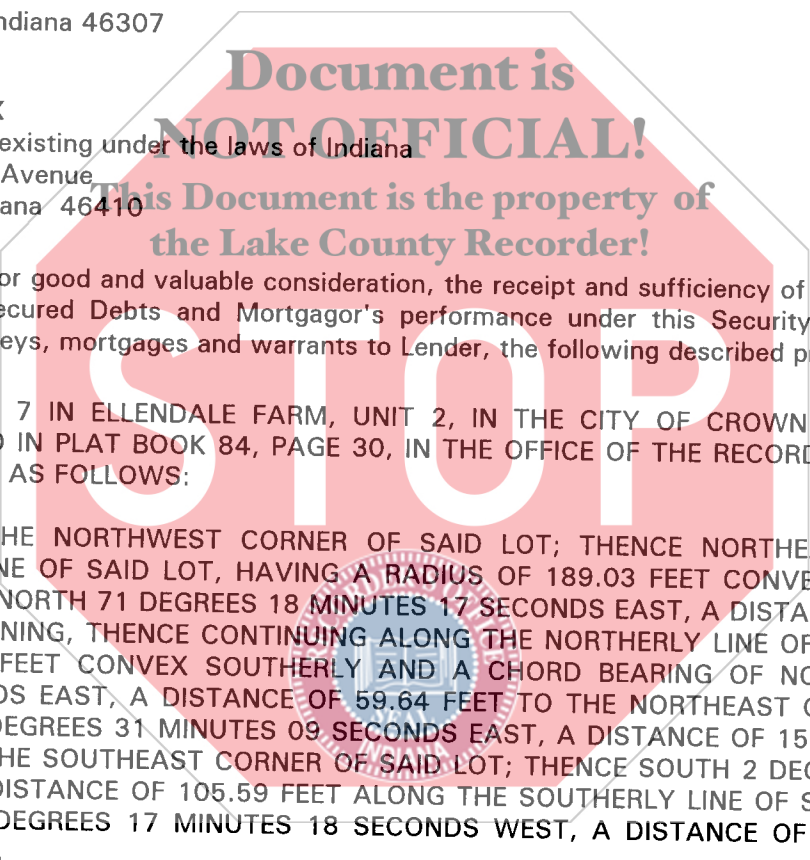 ndiana 46307
Document is
NOT OFFICIAL!
existing under the laws of Indiana
Avenue
This Document is the property of
ana 46410
the Lake County Recorder!
or good and valuable consideration, the receipt and sufficiency of
ecured Debts and Mortgagor's performance under this Security
eys, mortgages and warrants to Lender, the following described p
STOP
7 IN ELLENDALE FARM, UNIT 2, IN THE CITY OF CROWN
IN PLAT BOOK 84, PAGE 30, IN THE OFFICE OF THE RECORD
AS FOLLOWS:
HE NORTHWEST CORNER OF SAID LOT; THENCE NORTHE
NE OF SAID LOT, HAVING A RADIUS OF 189.03 FEET CONVE
NORTH 71 DEGREES 18 MINUTES 17 SECONDS EAST, A DISTA
NING, THENCE CONTINUING ALONG THE NORTHERLY LINE OF
FEET CONVEX SOUTHERLY AND A CHORD BEARING OF NO
DS EAST, A DISTANCE OF 59.64 FEET TO THE NORTHEAST
DEGREES 31 MINUTES 09 SECONDS EAST, A DISTANCE OF 15
HE SOUTHEAST CORNER OF SAID LOT; THENCE SOUTH 2 DEG
DISTANCE OF 105.59 FEET ALONG THE SOUTHERLY LINE OF S
DEGREES 17 MINUTES 18 SECONDS WEST, A DISTANCE OF
SEAL
INDIANA